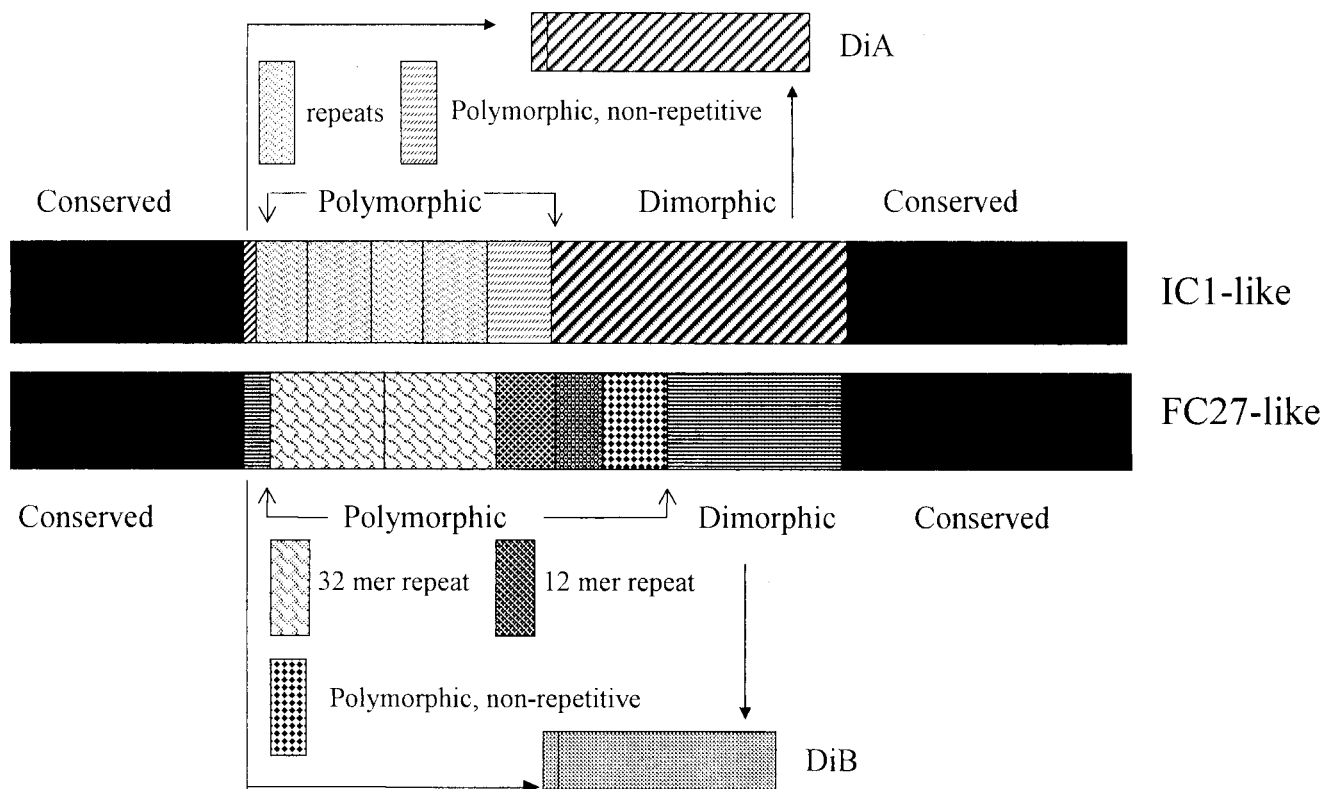 DiA
repeats
Polymorphic, non-repetitive
Conserved
Polymorphic
Dimorphic
Conserved
IC1-like
FC27-like
Conserved
Polymorphic
Dimorphic
Conserved
32 mer repeat
12 mer repeat
Polymorphic, non-repetitive
DiB